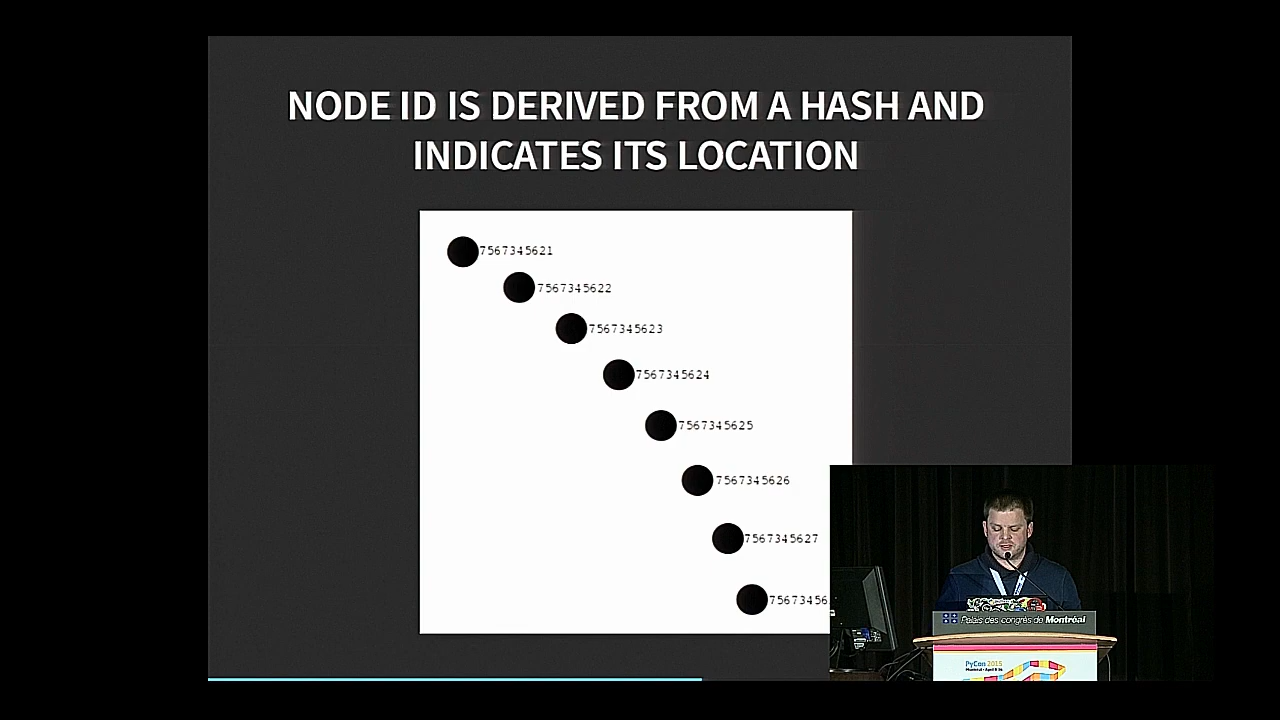 NODE ID IS DERIVED FROM A HASH AND
INDICATES ITS LOCATION
7567345621
7567345622
7567345623
7567345624
7567345625
7567345626
7567345627
75673456
Palais des congrès de Montréal
PyCon 2015